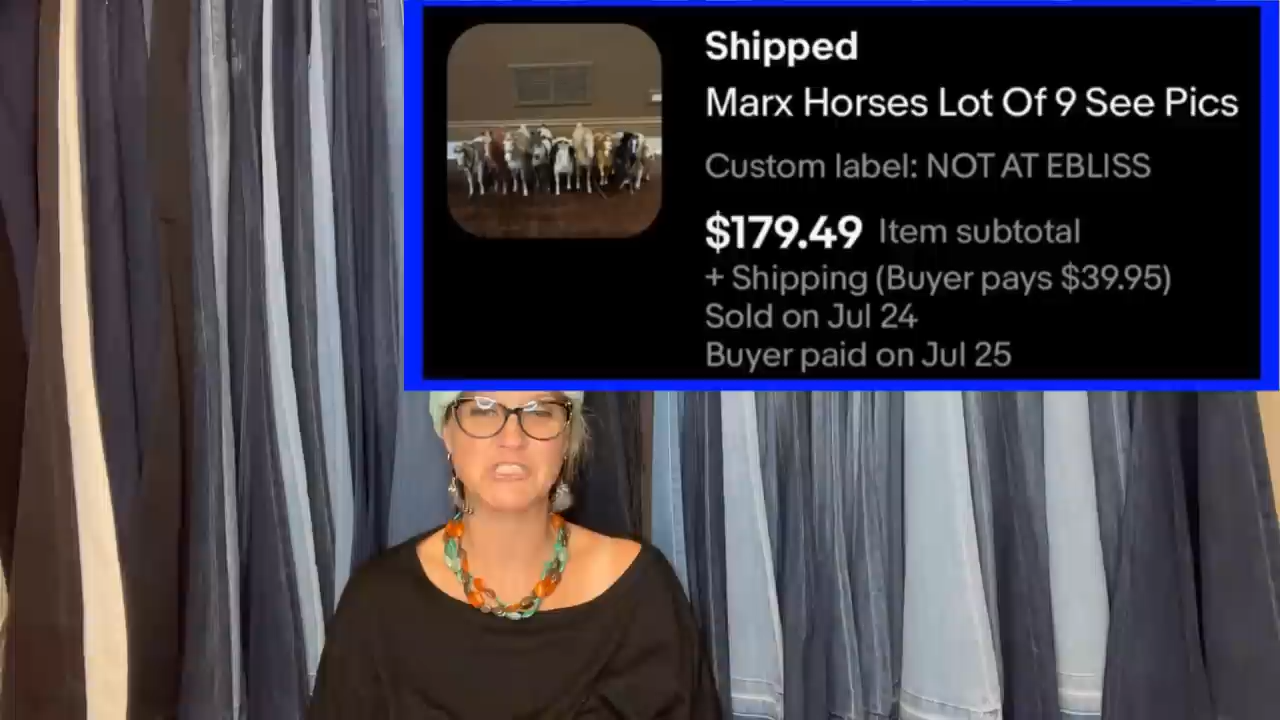 Shipped
Marx Horses Lot Of 9 See Pics
Custom label: NOT AT EBLISS
$179.49 Item subtotal
+ Shipping (Buyer pays $39.95)
Sold on Jul 24
Buyer paid on Jul 25